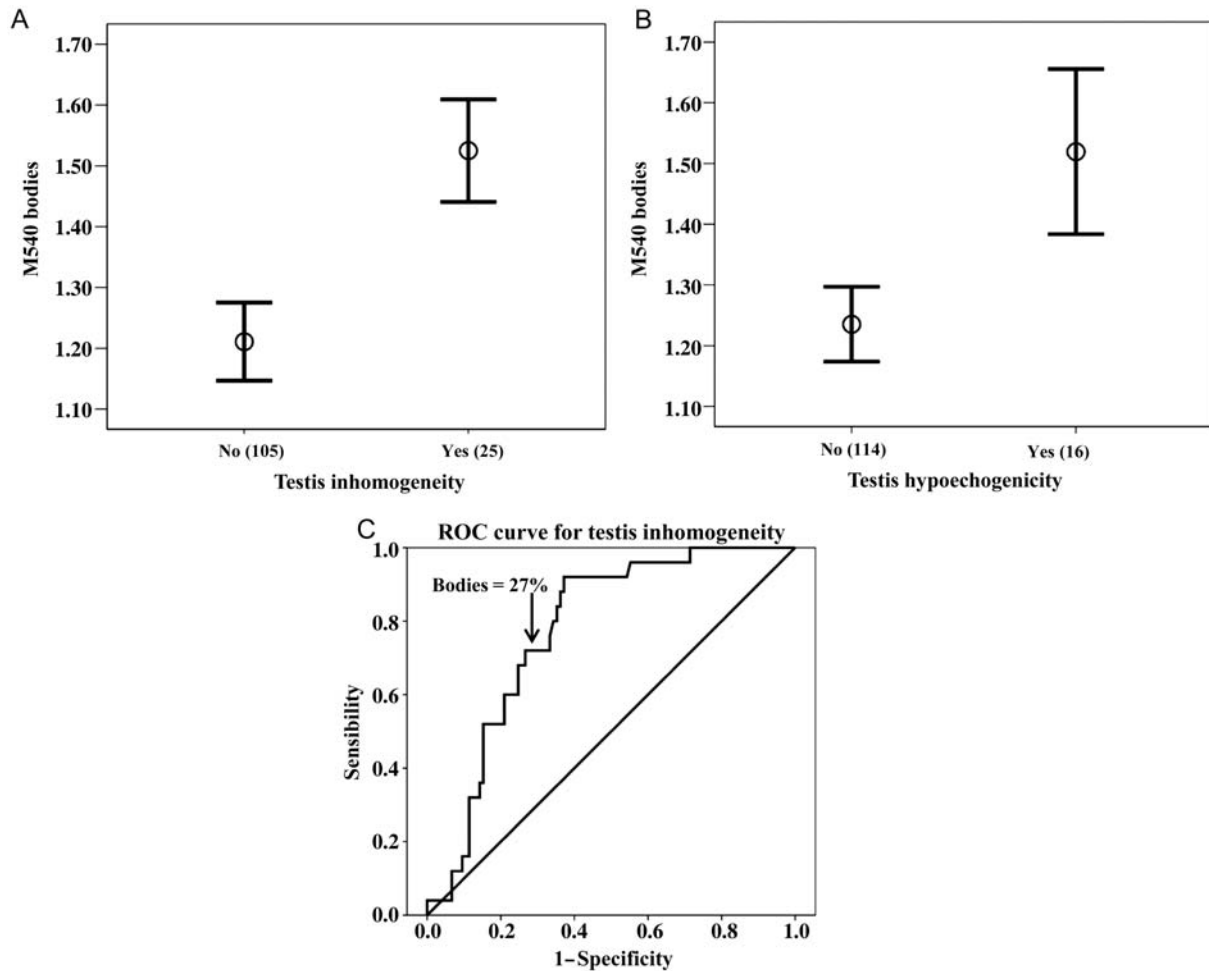 A
1.70
1.60
1.50
1.40
1.30
1.20
1.10
M540 bodies
No (105)
Yes (25)
Testis inhomogeneity
B
1.70
1.60
1.50
1.40
1.30
1.20
1.10
M540 bodies
No (114)
Yes (16)
Testis hypoechogenicity
C
ROC curve for testis inhomogeneity
Bodies = 27%
1.0
0.8
0.6
0.4
0.2
0.0
Sensibility
0.0 0.2 0.4 0.6 0.8 1.0
1–Specificity